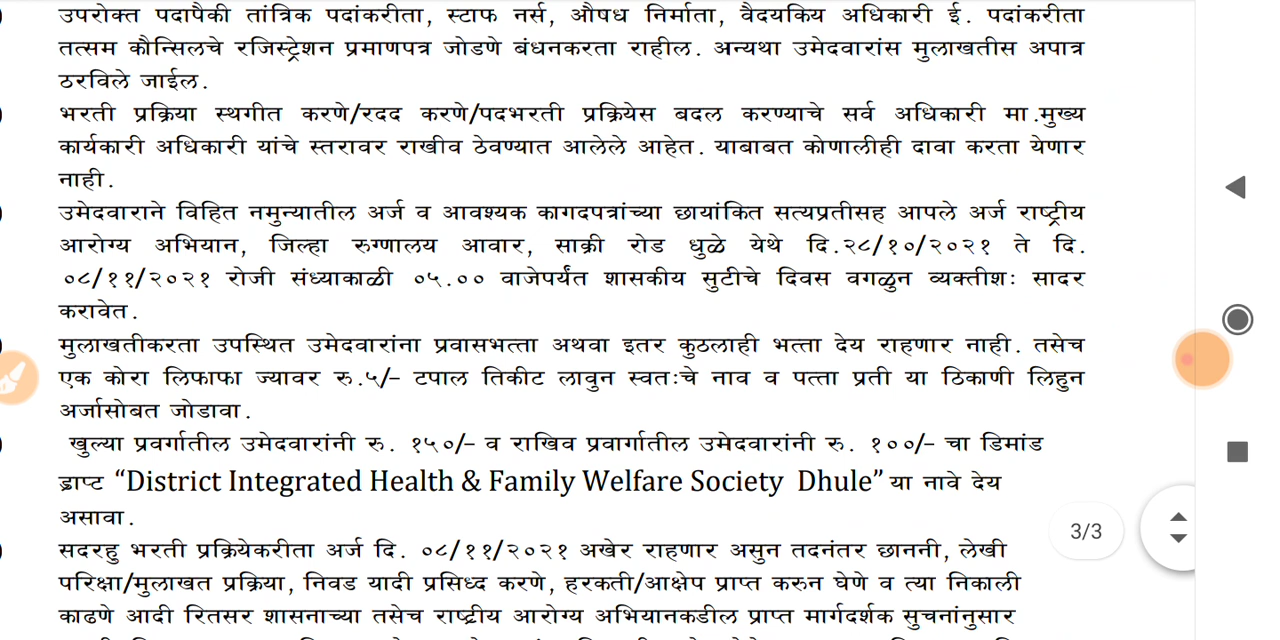 उपरोक्त पदापैकी तांत्रिक पदांकरीता, स्टाफ नर्स, औषध निर्माता, वैदयकिय अधिकारी ई. पदांकरीता
तत्सम कौन्सिलचे रजिस्ट्रेशन प्रमाणपत्र जोडणे बंधनकरता राहील. अन्यथा उमेदवारांस मुलाखतीस अपात्र
ठरविले जाईल.
भरती प्रक्रिया स्थगीत करणे/रदद करणे/पदभरती प्रक्रियेस बदल करण्याचे सर्व अधिकारी मा.मुख्य
कार्यकारी अधिकारी यांचे स्तरावर राखीव ठेवण्यात आलेले आहेत. याबाबत कोणालीही दावा करता येणार
नाही.
उमेदवाराने विहित नमुन्यातील अर्ज व आवश्यक कागदपत्रांच्या छायांकित सत्यप्रतीसह आपले अर्ज राष्ट्रीय
आरोग्य अभियान, जिल्हा रुग्णालय आवार, साक्री रोड धुळे येथे दि.२८/१०/२०२१ ते दि.
०८/११/२०२१ रोजी संध्याकाळी ०५.०० वाजेपर्यंत शासकीय सुटीचे दिवस वगळुन व्यक्तीशः सादर
करावेत.
मुलाखतीकरता उपस्थित उमेदवारांना प्रवासभत्ता अथवा इतर कुठलाही भत्ता देय राहणार नाही. तसेच
एक कोरा लिफाफा ज्यावर रु.५/- टपाल तिकीट लावुन स्वतःचे नाव व पत्ता प्रती या ठिकाणी लिहुन
अर्जासोबत जोडावा.
खुल्या प्रवर्गातील उमेदवारांनी रु. १५०/- व राखिव प्रवार्गातील उमेदवारांनी रु. १००/- चा डिमांड
ड्राप्ट “District Integrated Health & Family Welfare Society Dhule” या नावे देय
असावा.
3/3
सदरहु भरती प्रक्रियेकरीता अर्ज दि. ०८/११/२०२१ अखेर राहणार असुन तदनंतर छाननी, लेखी
परिक्षा/मुलाखत प्रक्रिया, निवड यादी प्रसिध्द करणे, हरकती/आक्षेप प्राप्त करुन घेणे व त्या निकाली
काढणे आदी रितसर शासनाच्या तसेच राष्ट्रीय आरोग्य अभियानकडील प्राप्त मार्गदर्शक सुचनांनुसार